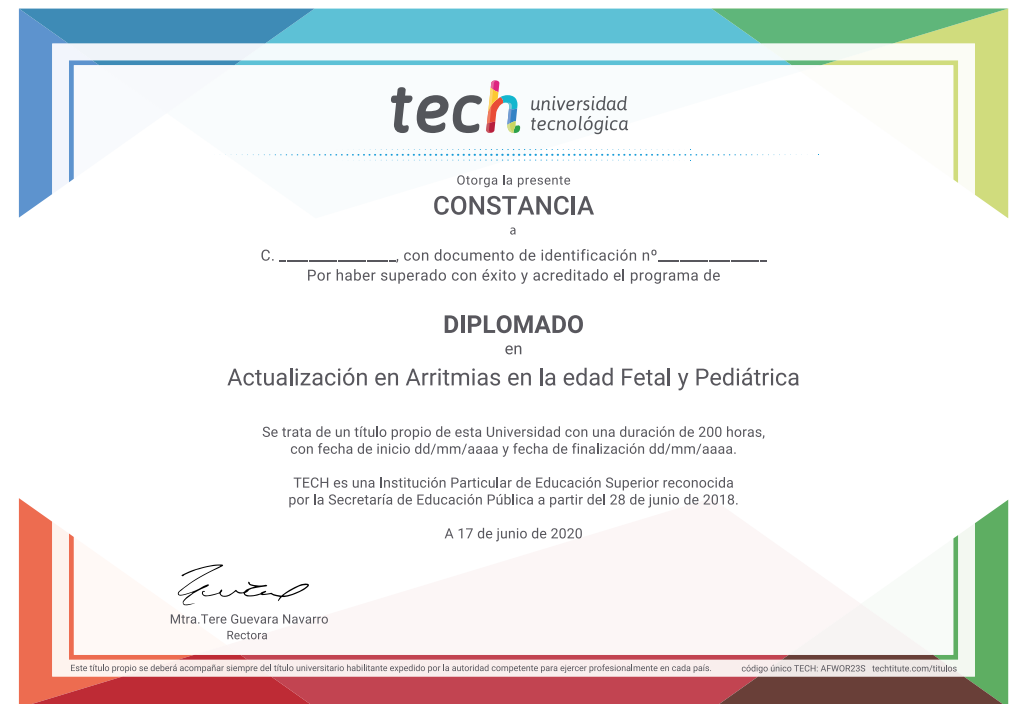 tech universidad
tecnológica
Otorga la presente
CONSTANCIA
a
C. ______________, con documento de identificación nº______________
Por haber superado con éxito y acreditado el programa de
DIPLOMADO
en
Actualización en Arritmias en la edad Fetal y Pediátrica
Se trata de un título propio de esta Universidad con una duración de 200 horas,
con fecha de inicio dd/mm/aaaa y fecha de finalización dd/mm/aaaa.
TECH es una Institución Particular de Educación Superior reconocida
por la Secretaría de Educación Pública a partir del 28 de junio de 2018.
A 17 de junio de 2020
Mtra.Tere Guevara Navarro
Rectora
Este título propio se deberá acompañar siempre del título universitario habilitante expedido por la autoridad competente para ejercer profesionalmente en cada país. código único TECH: AFWOR23S techtitute.com/titulos